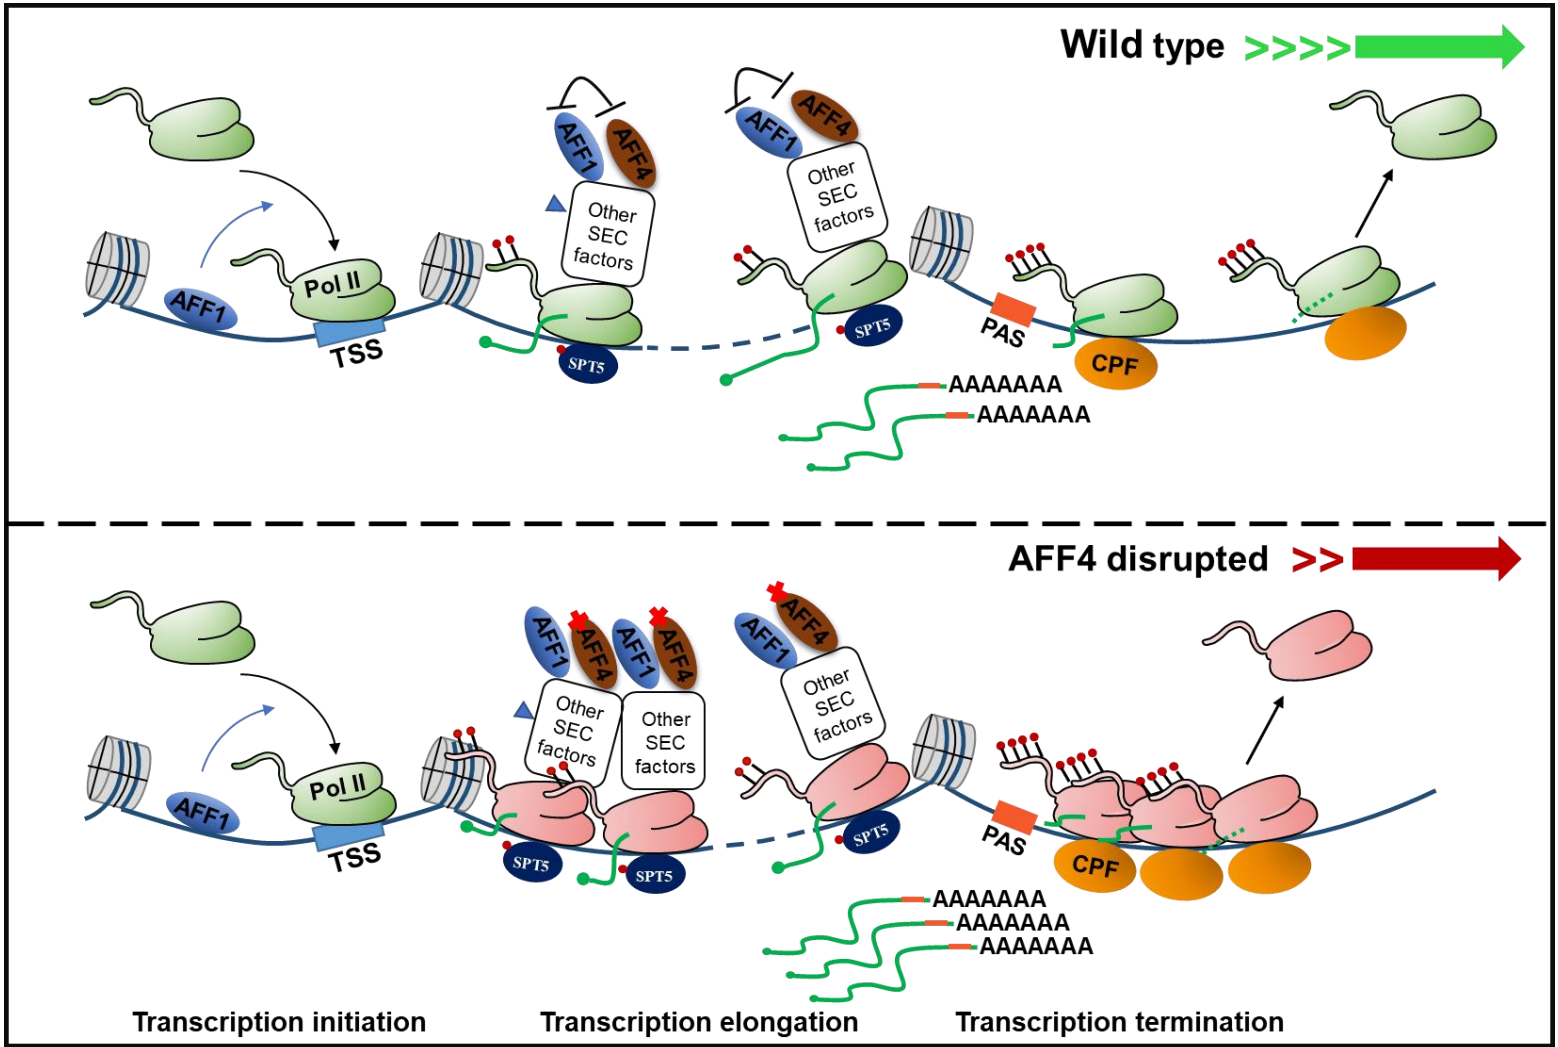 Wild type >>>>
AFF1
AFF4
Other
SEC
factors
AFF1
AFF4
Other
SEC
factors
Pol II
AFF1
TSS
SPT5
SPT5
PAS
CPF
AAAAAAA
AAAAAAA
AFF4 disrupted >>
AFF1
AFF4
AFF1
AFF4
Other
SEC
factors
Other
SEC
factors
AFF1
AFF4
Other
SEC
factors
Pol II
AFF1
TSS
SPT5
SPT5
SPT5
PAS
CPF
AAAAAAA
AAAAAAA
AAAAAAA
Transcription initiation
Transcription elongation
Transcription termination